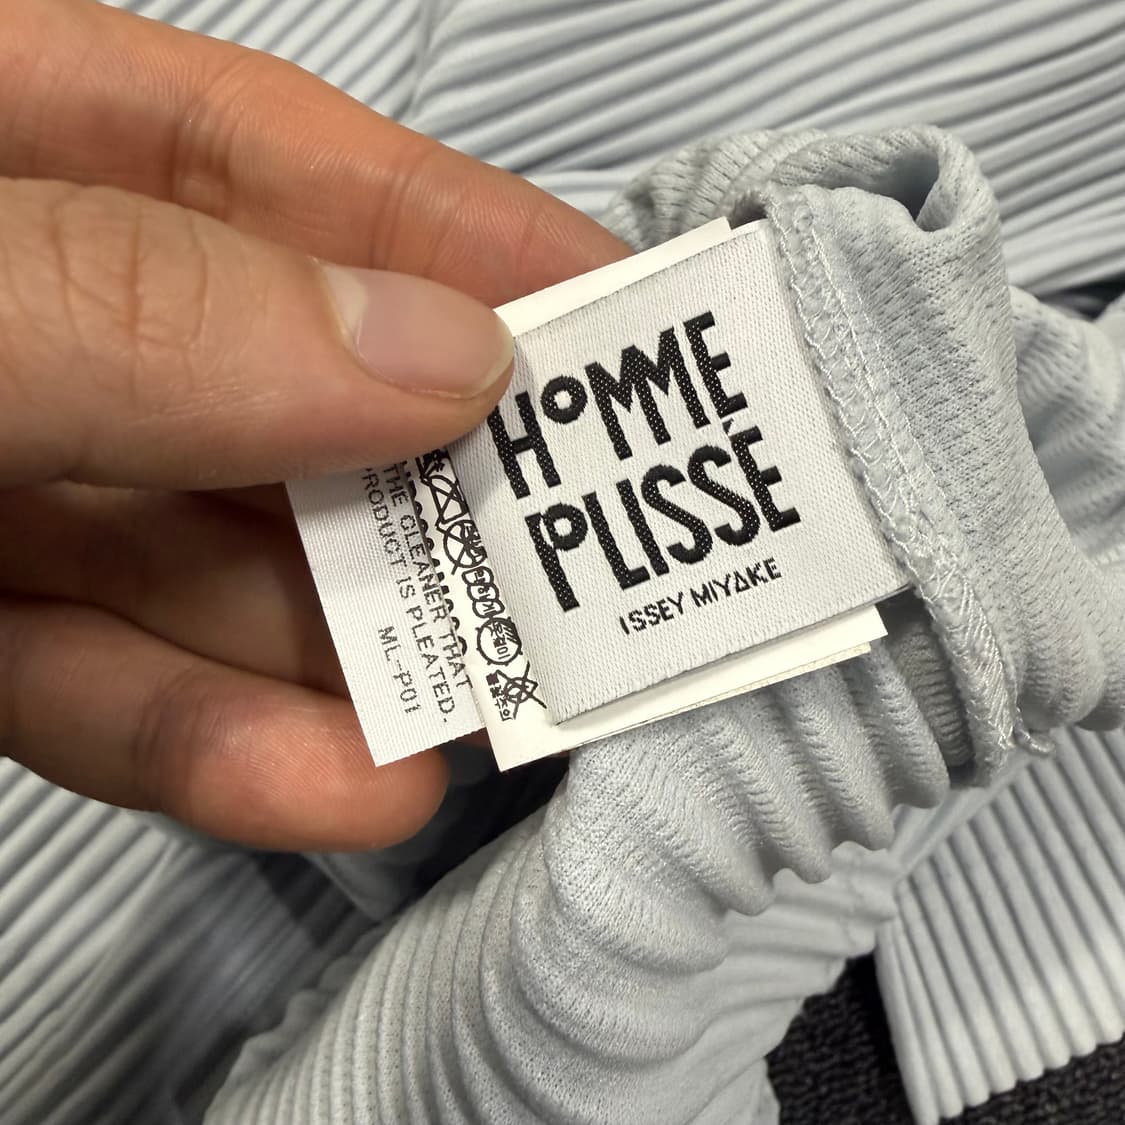 HOMME
PLISSÉ
ISSEY MIYAKE
THE CLEANER THAT
PRODUCT IS PLEATED.
ML-P01